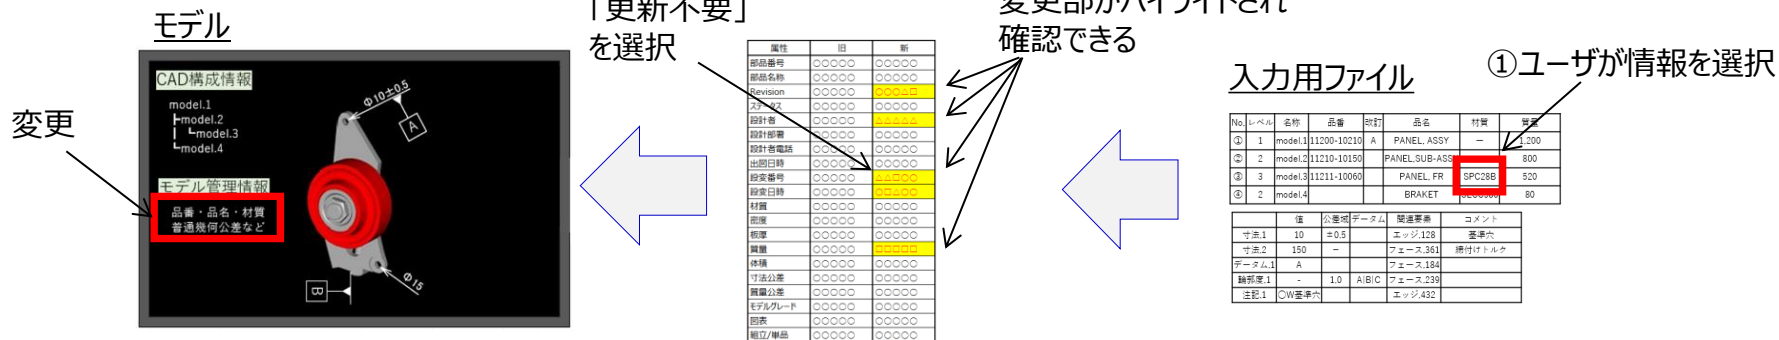 モデル
「更新不要」
を選択
変更部がハイライトされ
確認できる
入力用ファイル
①ユーザが情報を選択
変更
CAD構成情報
model.1
model.2
model.3
model.4
モデル管理情報
品番・品名・材質
普通幾何公差など
Φ10±0.5
A
B
Φ15
属性 旧 新
部品番号 ○○○○○ ○○○○○
部品名称 ○○○○○ ○○○○○
Revision ○○○○○ ○○○△□
ステータス ○○○○○ ○○○○○
設計者 ○○○○○ △△△△△
設計部署 ○○○○○ ○○○○○
設計者電話 ○○○○○ ○○○○○
出図日時 ○○○○○ ○○○○○
設変番号 ○○○○○ △△□○○
設変日時 ○○○○○ ○□△○○
材質 ○○○○○ ○○○○○
密度 ○○○○○ ○○○○○
板厚 ○○○○○ ○○○○○
質量 ○○○○○ □□□□□
体積 ○○○○○ ○○○○○
寸法公差 ○○○○○ ○○○○○
質量公差 ○○○○○ ○○○○○
モデルグレード ○○○○○ ○○○○○
図表 ○○○○○ ○○○○○
組立/単品 ○○○○○ ○○○○○
No. レベル 名称 品番 改訂 品名 材質 質量
① 1 model.1 11200-10210 A PANEL, ASSY － 1,200
② 2 model.2 11210-10150 PANEL,SUB-ASS 800
③ 3 model.3 11211-10060 PANEL, FR SPC28B 520
④ 2 model.4 BRAKET 80
値 公差域 データム 関連要素 コメント
寸法.1 10 ±0.5 エッジ.128 基準穴
寸法.2 150 － フェース.361 締付けトルク
データム.1 A フェース.184
輪郭度.1 - 1.0 A|B|C フェース.239
注記.1 〇W基準穴 エッジ.432